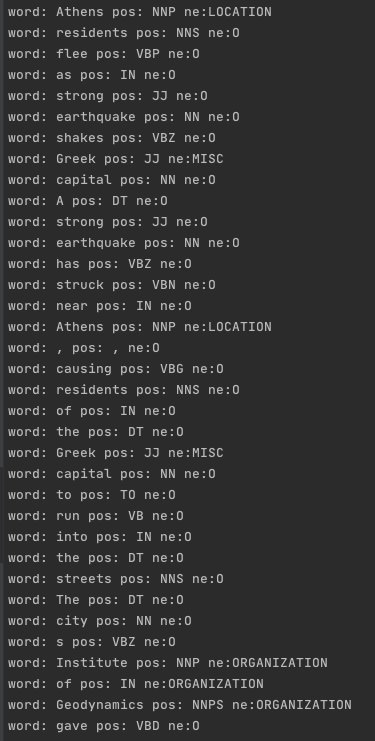 word: Athens pos: NNP ne:LOCATION
word: residents pos: NNS ne:O
word: flee pos: VBP ne:O
word: as pos: IN ne:O
word: strong pos: JJ ne:O
word: earthquake pos: NN ne:O
word: shakes pos: VBZ ne:O
word: Greek pos: JJ ne:MISC
word: capital pos: NN ne:O
word: A pos: DT ne:O
word: strong pos: JJ ne:O
word: earthquake pos: NN ne:O
word: has pos: VBZ ne:O
word: struck pos: VBN ne:O
word: near pos: IN ne:O
word: Athens pos: NNP ne:LOCATION
word: , pos: , ne:O
word: causing pos: VBG ne:O
word: residents pos: NNS ne:O
word: of pos: IN ne:O
word: the pos: DT ne:O
word: Greek pos: JJ ne:MISC
word: capital pos: NN ne:O
word: to pos: TO ne:O
word: run pos: VB ne:O
word: into pos: IN ne:O
word: the pos: DT ne:O
word: streets pos: NNS ne:O
word: The pos: DT ne:O
word: city pos: NN ne:O
word: s pos: VBZ ne:O
word: Institute pos: NNP ne:ORGANIZATION
word: of pos: IN ne:ORGANIZATION
word: Geodynamics pos: NNPS ne:ORGANIZATION
word: gave pos: VBD ne:O